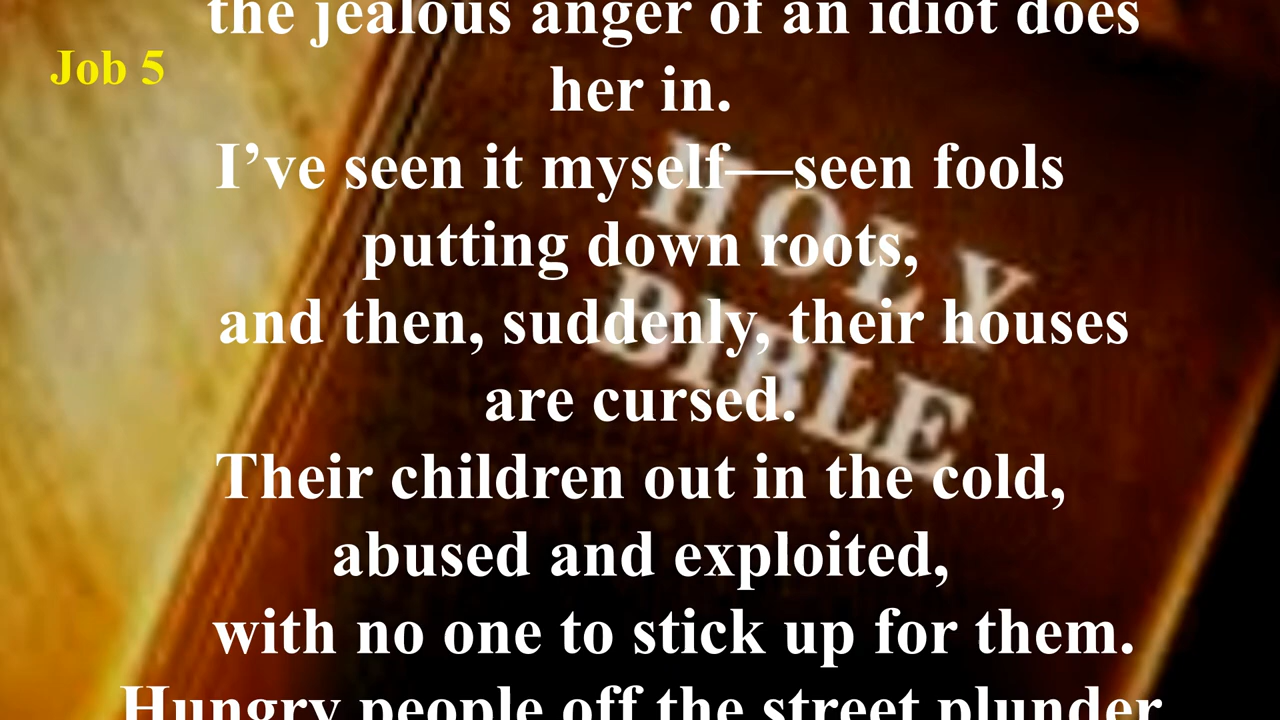 the jealous anger of an idiot does
Job 5
her in.
I’ve seen it myself—seen fools
putting down roots,
and then, suddenly, their houses
are cursed.
Their children out in the cold,
abused and exploited,
with no one to stick up for them.
Hungry people off the street plunder
HOLY
BIBLE